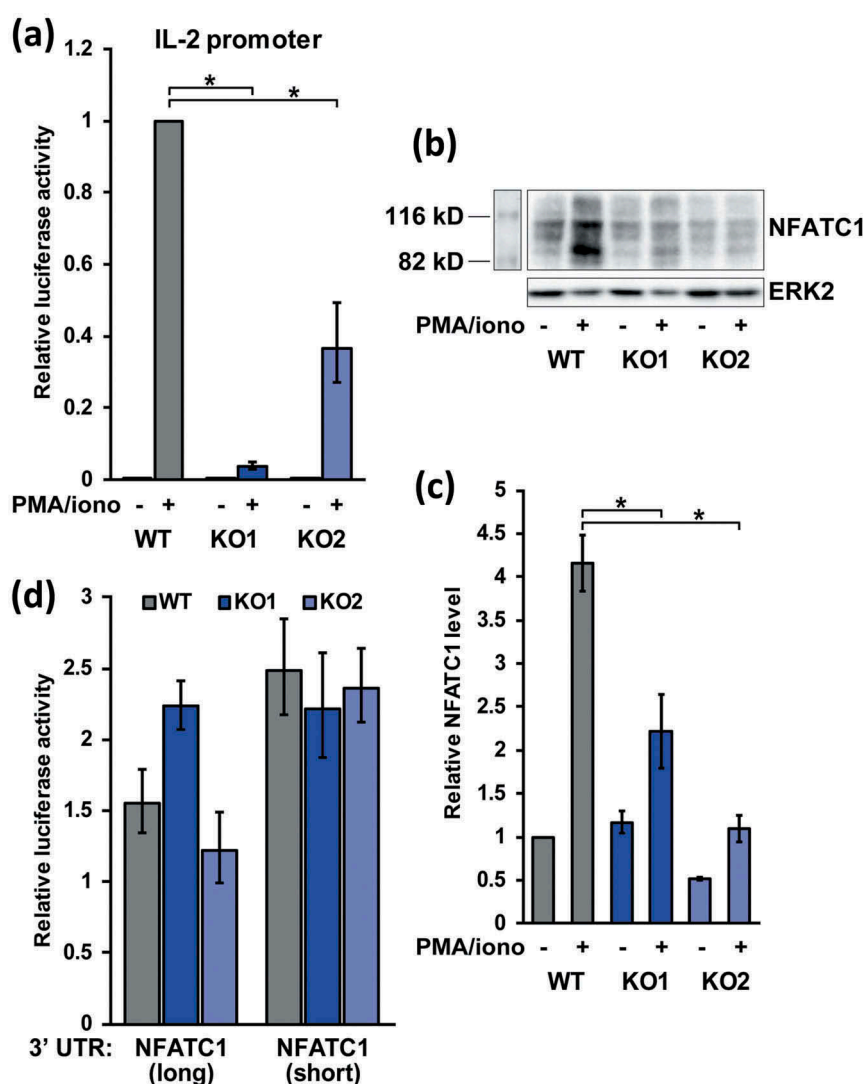 (a)
IL-2 promoter
Relative luciferase activity
1.2
1
0.8
0.6
0.4
0.2
0
* *
PMA/iono - + - + - +
WT KO1 KO2
(b)
116 kD
82 kD
NFATC1
ERK2
PMA/iono - + - + - +
WT KO1 KO2
(c)
Relative NFATC1 level
5
4.5
4
3.5
3
2.5
2
1.5
1
0.5
0
* *
PMA/iono - + - + - +
WT KO1 KO2
(d)
WT KO1 KO2
Relative luciferase activity
3
2.5
2
1.5
1
0.5
0
3' UTR: NFATC1 NFATC1
(long) (short)